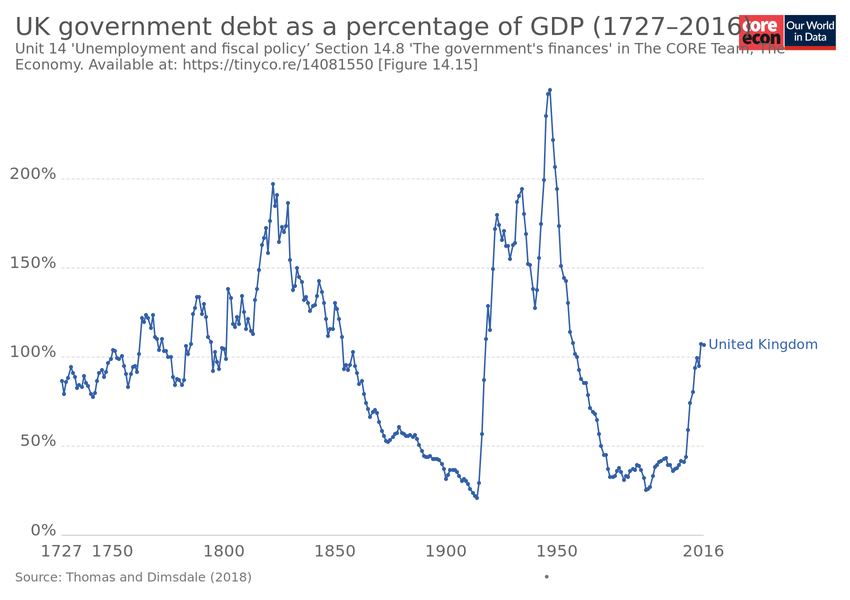 UK government debt as a percentage of GDP (1727–2016)
core
econ
Our World
in Data
Unit 14 'Unemployment and fiscal policy’ Section 14.8 'The government's finances' in The CORE Team, The
Economy. Available at: https://tinyco.re/14081550 [Figure 14.15]
200%
150%
100%
50%
0%
United Kingdom
1727 1750 1800 1850 1900 1950 2016
Source: Thomas and Dimsdale (2018)